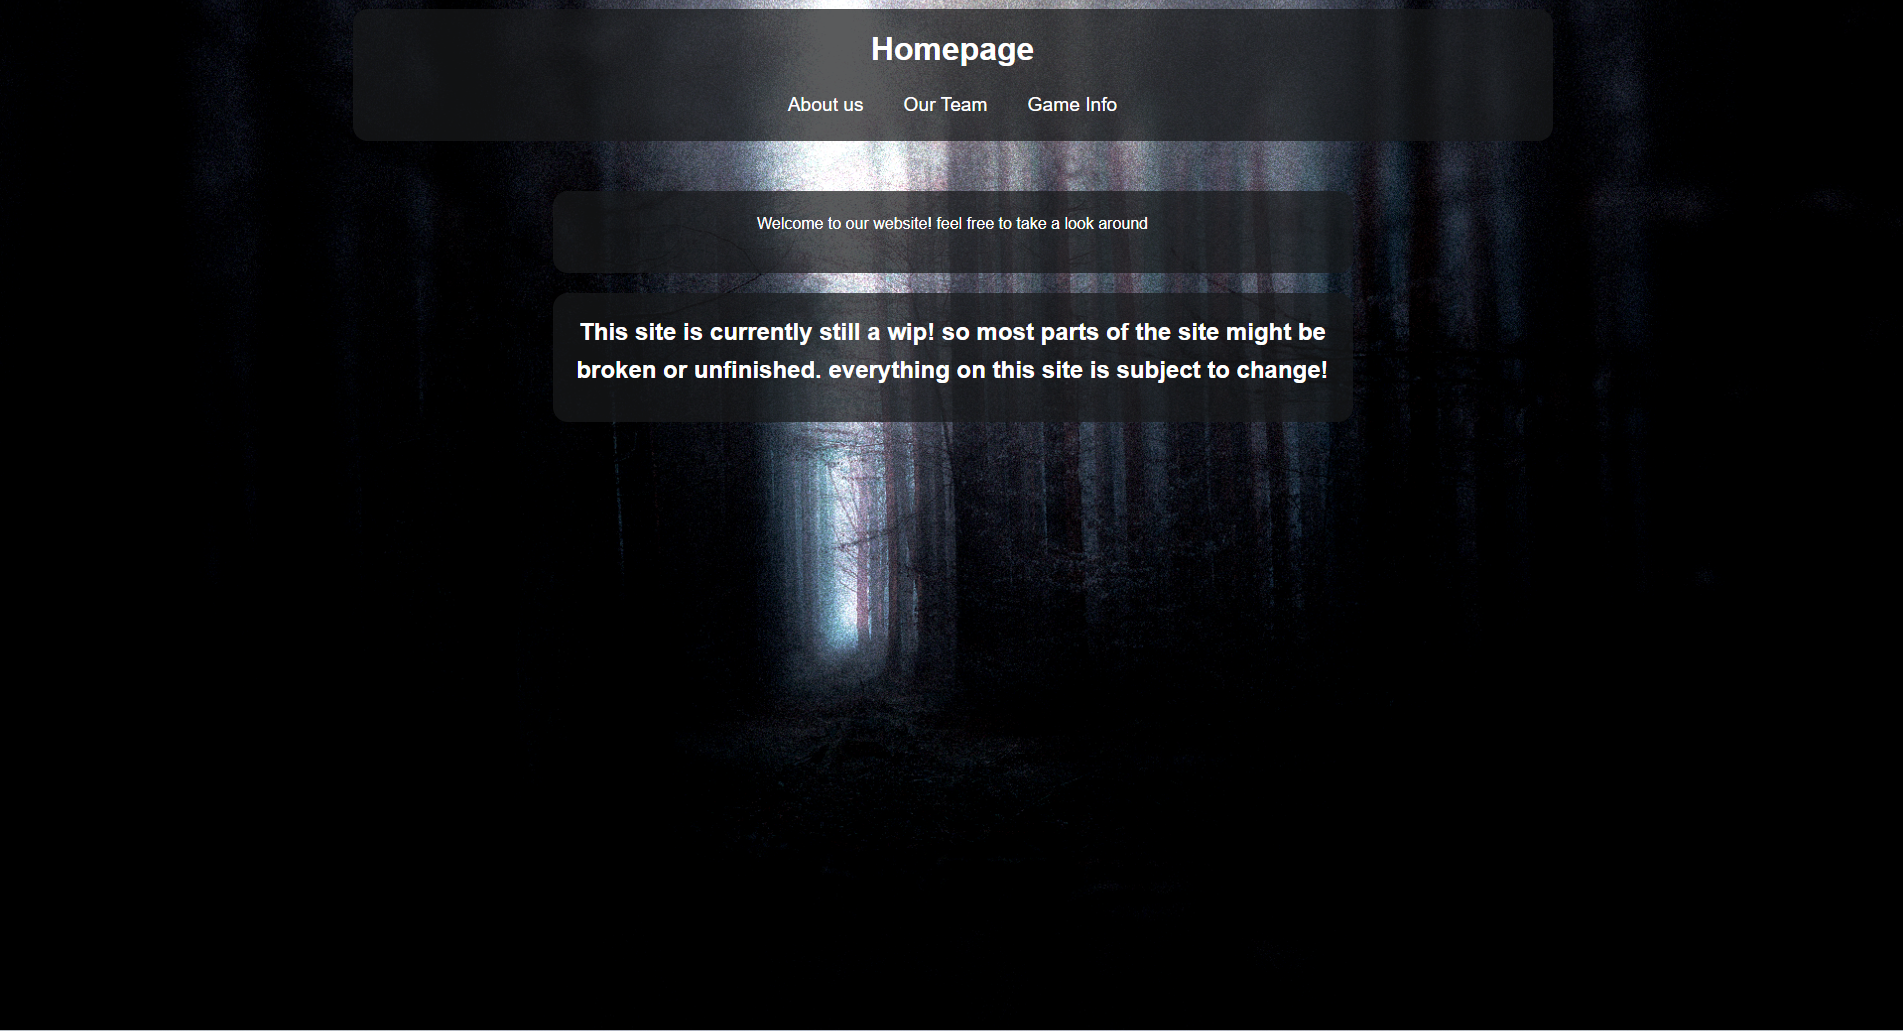 Homepage
About us Our Team Game Info
Welcome to our website! feel free to take a look around
This site is currently still a wip! so most parts of the site might be
broken or unfinished. everything on this site is subject to change!